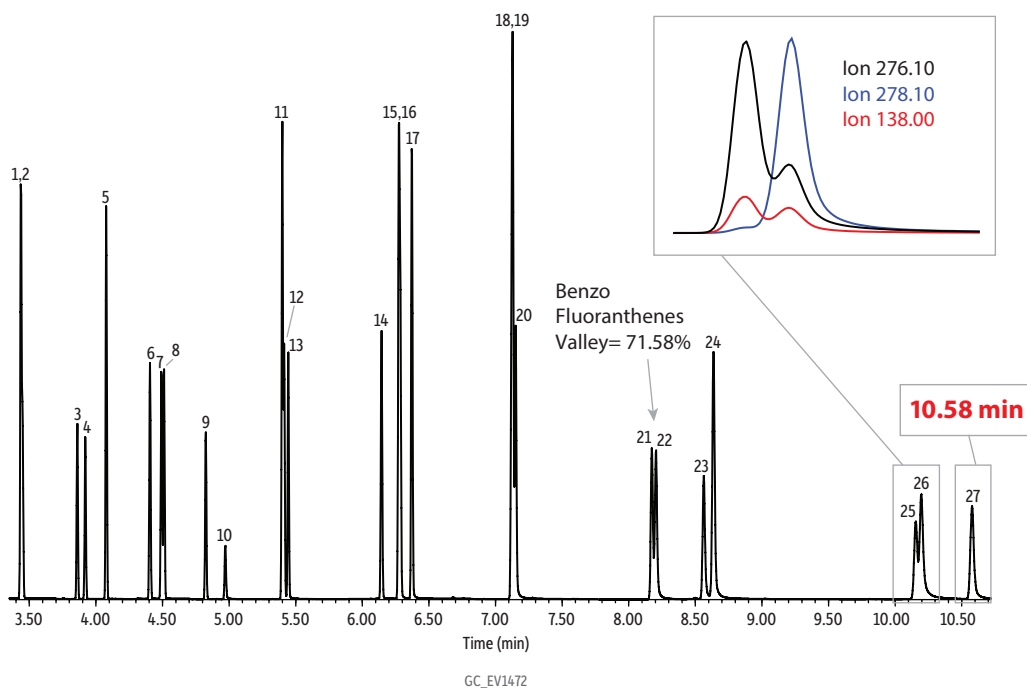 18,19
Ion 276.10
Ion 278.10
Ion 138.00
11
15,16
17
1,2
5
12
13
14
20
Benzo
Fluoranthenes
Valley= 71.58%
6
7
8
24
10.58 min
3
4
9
21
22
23
10
25
26
27
3.50 4.00 4.50 5.00 5.50 6.00 6.50 7.00 7.50 8.00 8.50 9.00 9.50 10.00 10.50
Time (min)
GC_EV1472